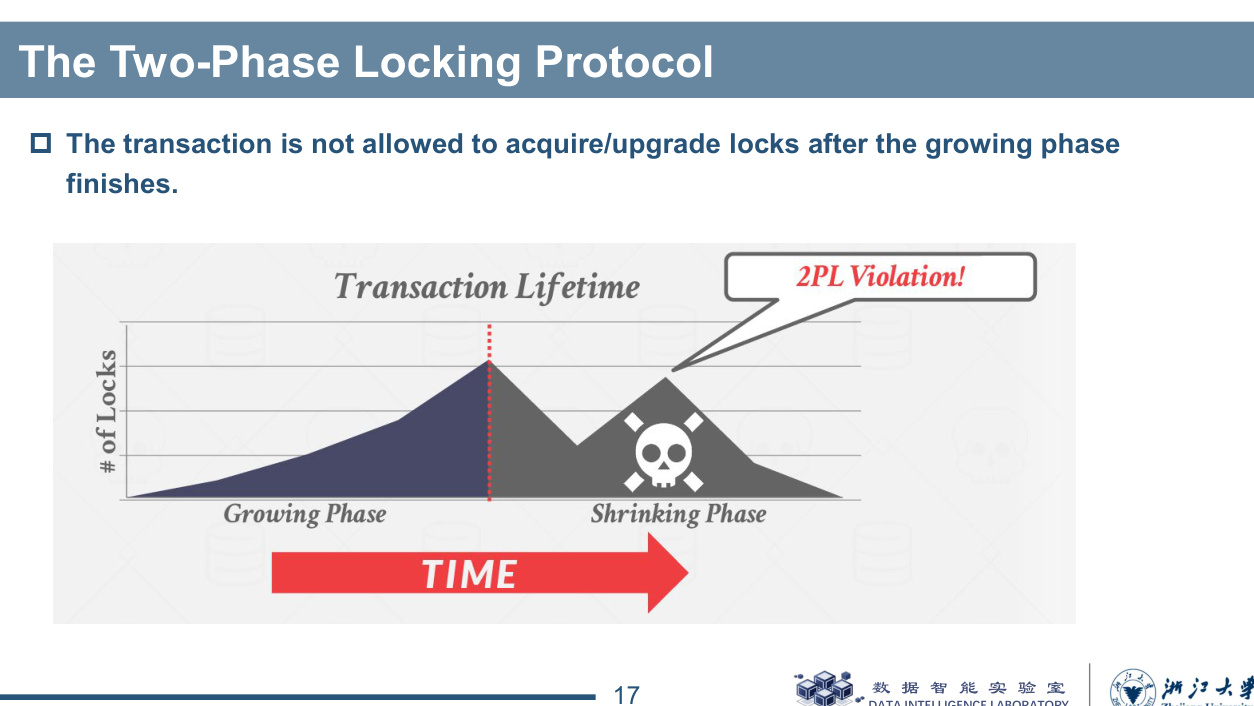 The Two-Phase Locking Protocol
The transaction is not allowed to acquire/upgrade locks after the growing phase
finishes.
2PL Violation!
Transaction Lifetime
# of Locks
Growing Phase
Shrinking Phase
TIME
17
数据智能实验室
DATA INTELLIGENCE LABORATORY
浙江大学